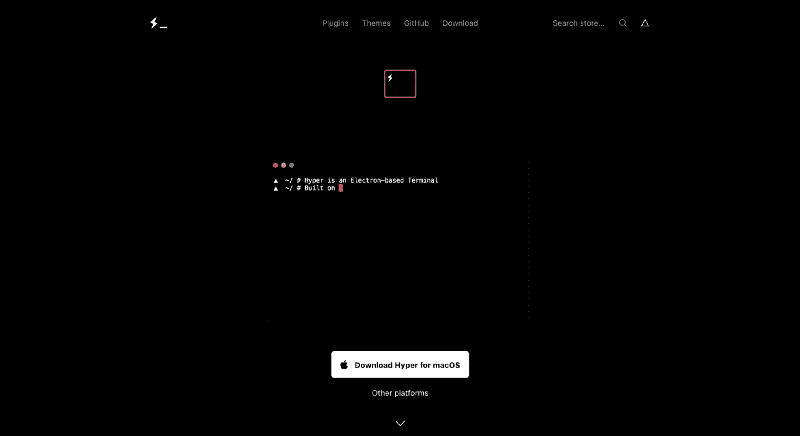 Plugins Themes GitHub Download Search store...
▲ ~/ # Hyper is an Electron-based Terminal
▲ ~/ # Built on
Download Hyper for macOS
Other platforms